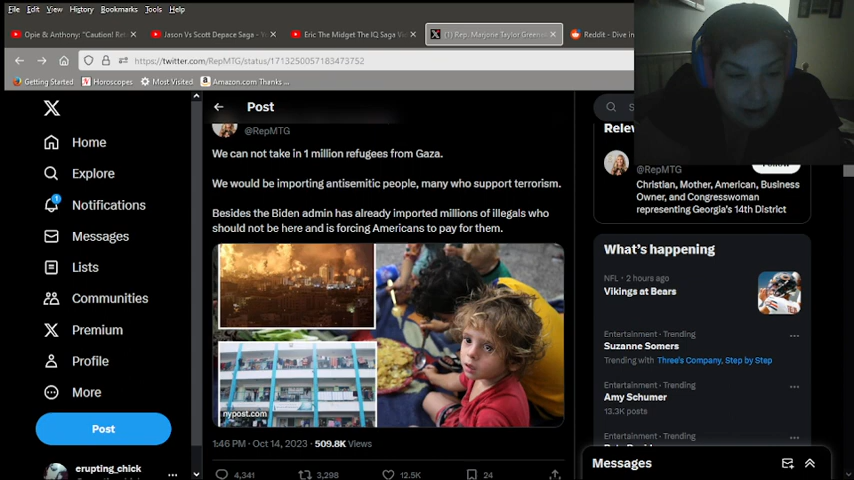 File Edit View History Bookmarks Tools Help
Opie & Anthony: "Caution! Ret
Jason Vs Scott Depace Saga -
Eric The Midget The IQ Saga Vi
(1) Rep. Marjorie Taylor Greene
Reddit - Dive in
https://twitter.com/RepMTG/status/1713250057183473752
Getting Started Horoscopes Most Visited Amazon.com Thanks ...
Post
@RepMTG
We can not take in 1 million refugees from Gaza.
We would be importing antisemitic people, many who support terrorism.
Besides the Biden admin has already imported millions of illegals who
should not be here and is forcing Americans to pay for them.
nypost.com
1:46 PM · Oct 14, 2023 · 509.8K Views
4,341 3,298 12.5K 24
Home
Explore
1
Notifications
Messages
Lists
Communities
Premium
Profile
More
Post
erupting_chick
S
Relev
Follow
@RepMTG
Christian, Mother, American, Business
Owner, and Congresswoman
representing Georgia's 14th District
What's happening
NFL · 2 hours ago
Vikings at Bears
Entertainment · Trending
Suzanne Somers
Trending with Three's Company, Step by Step
Entertainment · Trending
Amy Schumer
13.3K posts
Entertainment · Trending
Messages